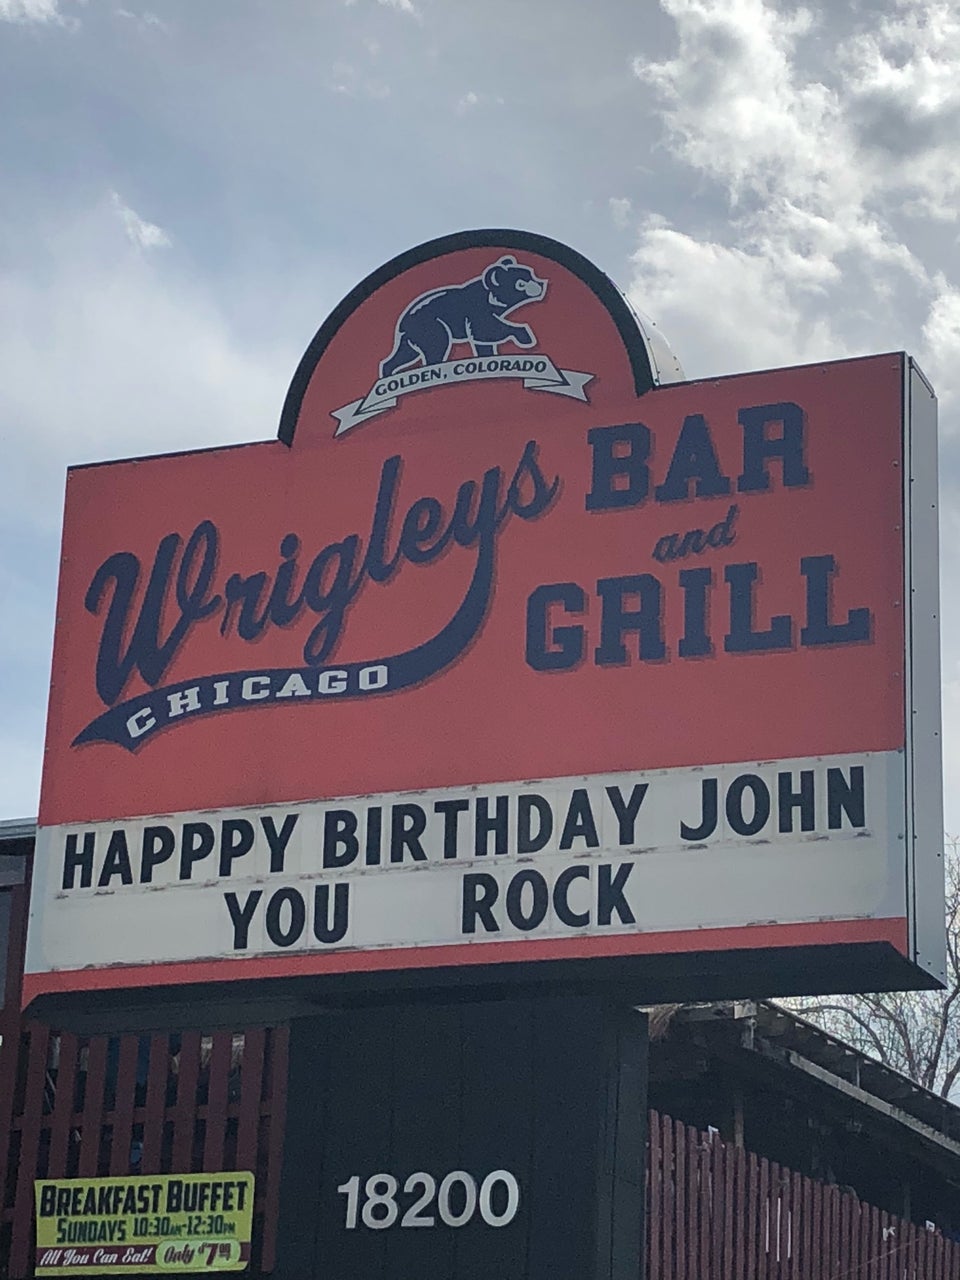 GOLDEN, COLORADO
Wrigleys BAR
and
GRILL
CHICAGO
HAPPPY BIRTHDAY JOHN
YOU ROCK
18200
BREAKFAST BUFFET
SUNDAYS 10:30AM-12:30PM
All You Can Eat! Only $7